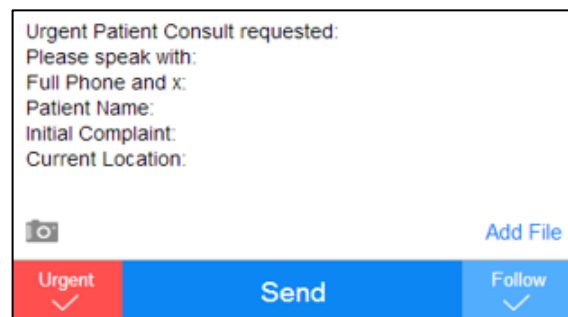 Urgent Patient Consult requested:
Please speak with:
Full Phone and x:
Patient Name:
Initial Complaint:
Current Location:
Add File
Urgent
Send
Follow